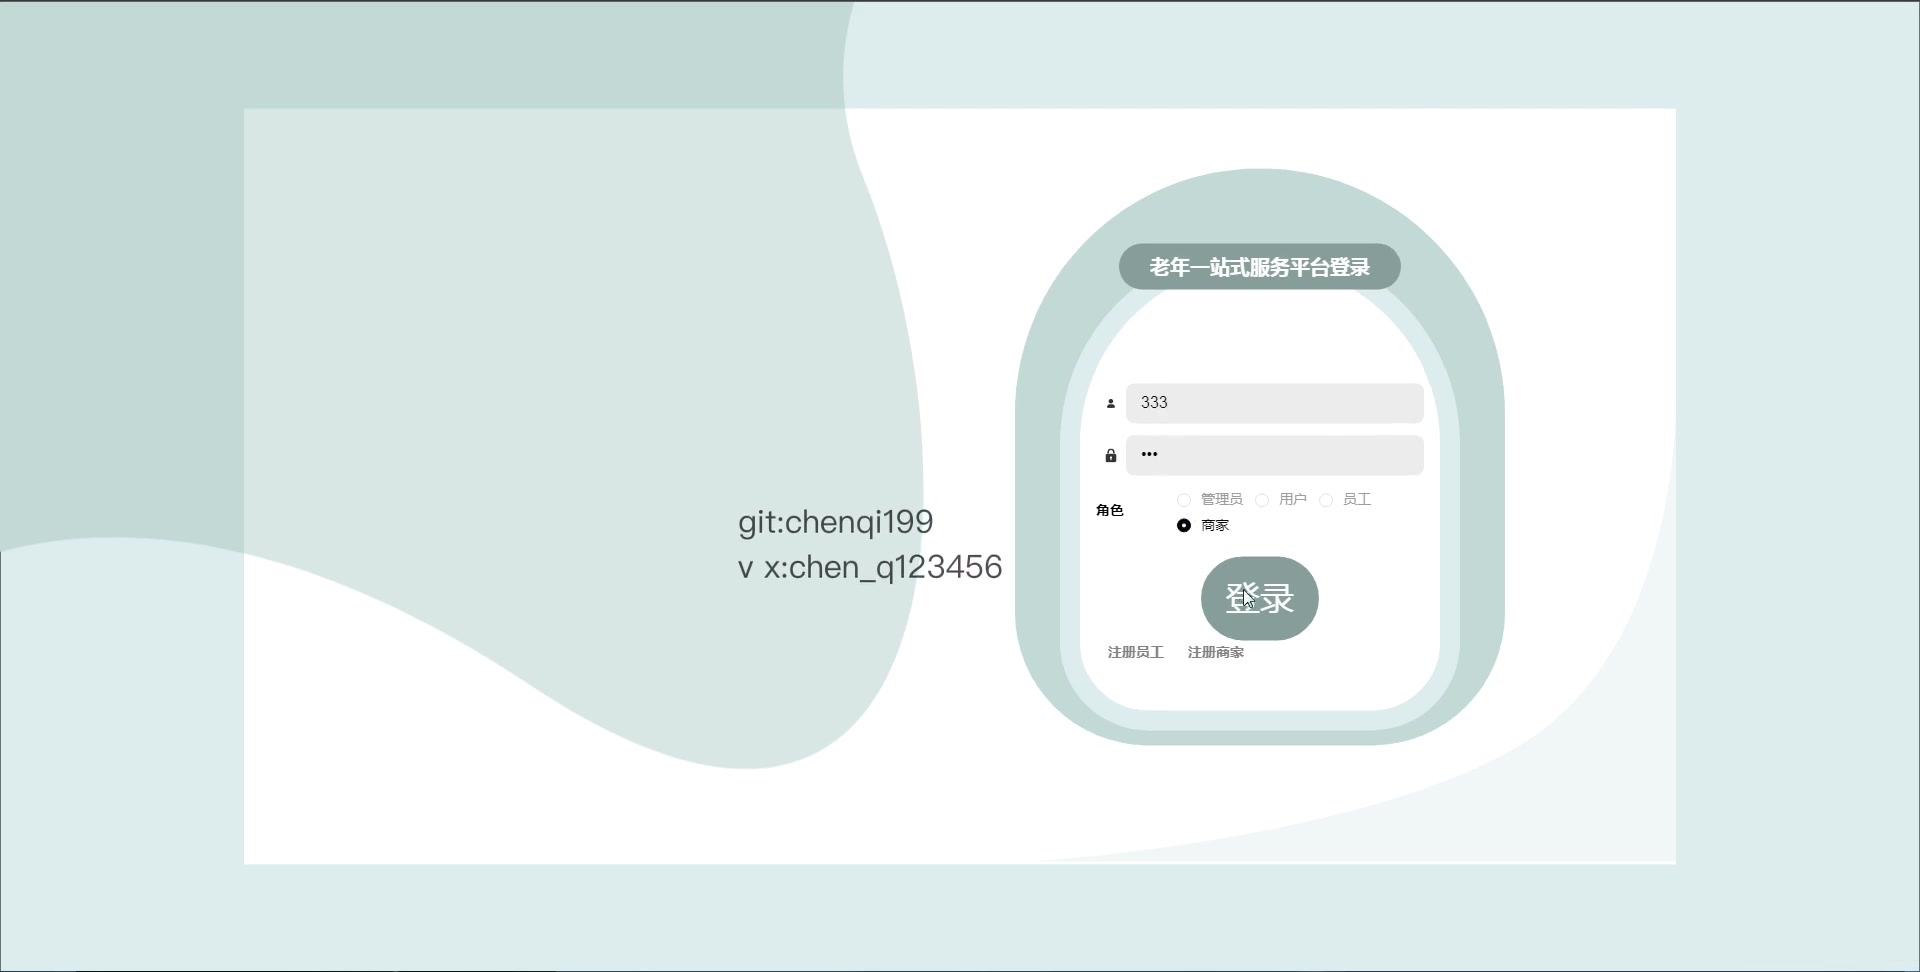 老年一站式服务平台登录
333
•••
角色
管理员 用户 员工
商家
git:chenqi199
v x:chen_q123456
登录
注册员工 注册商家